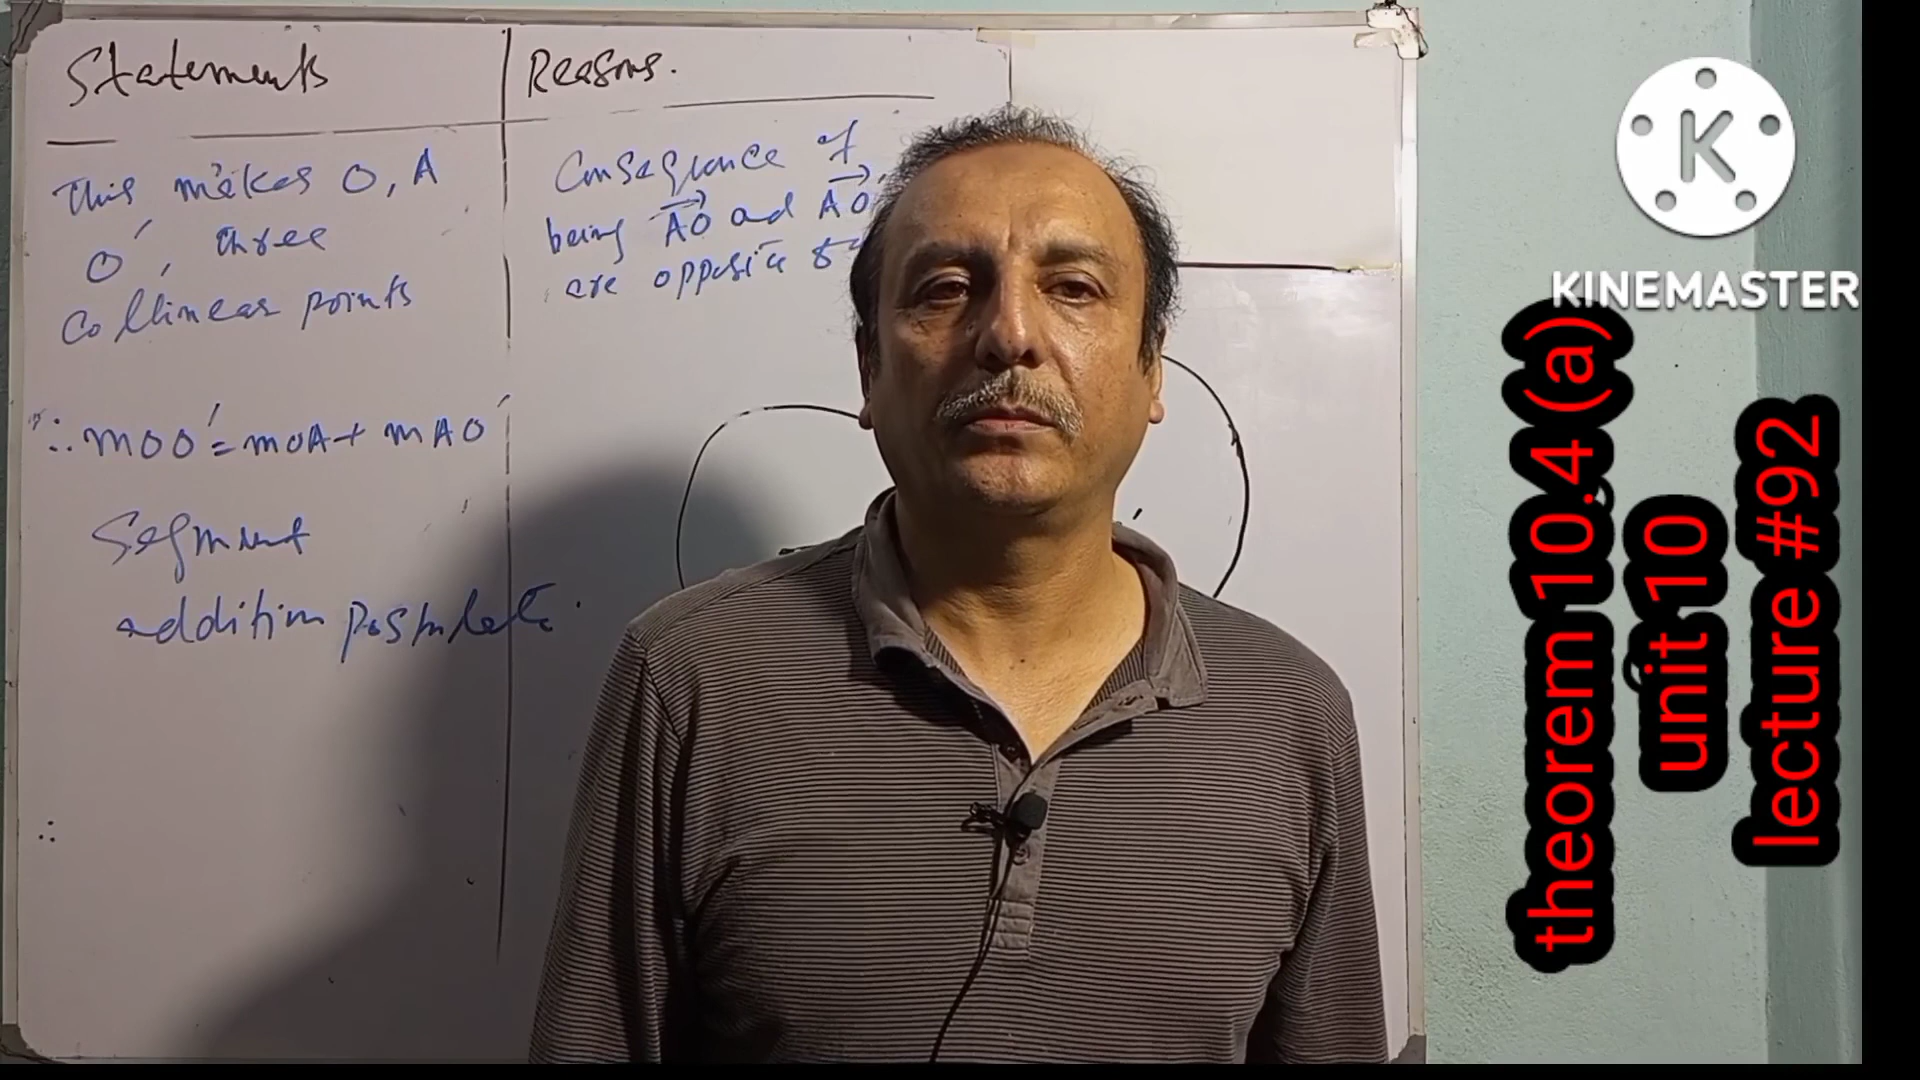 Statements
Reasons.
This makes O, A
O', three
Collinear points
Consequence of
being AO and AO'
are opposite
∴ mOO' = mOA + mAO'
Segment
addition postulate.
∴
K
KINEMASTER
theorem 10.4 (a)
unit 10
lecture #92